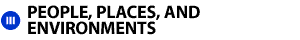 III PEOPLE, PLACES, AND
ENVIRONMENTS